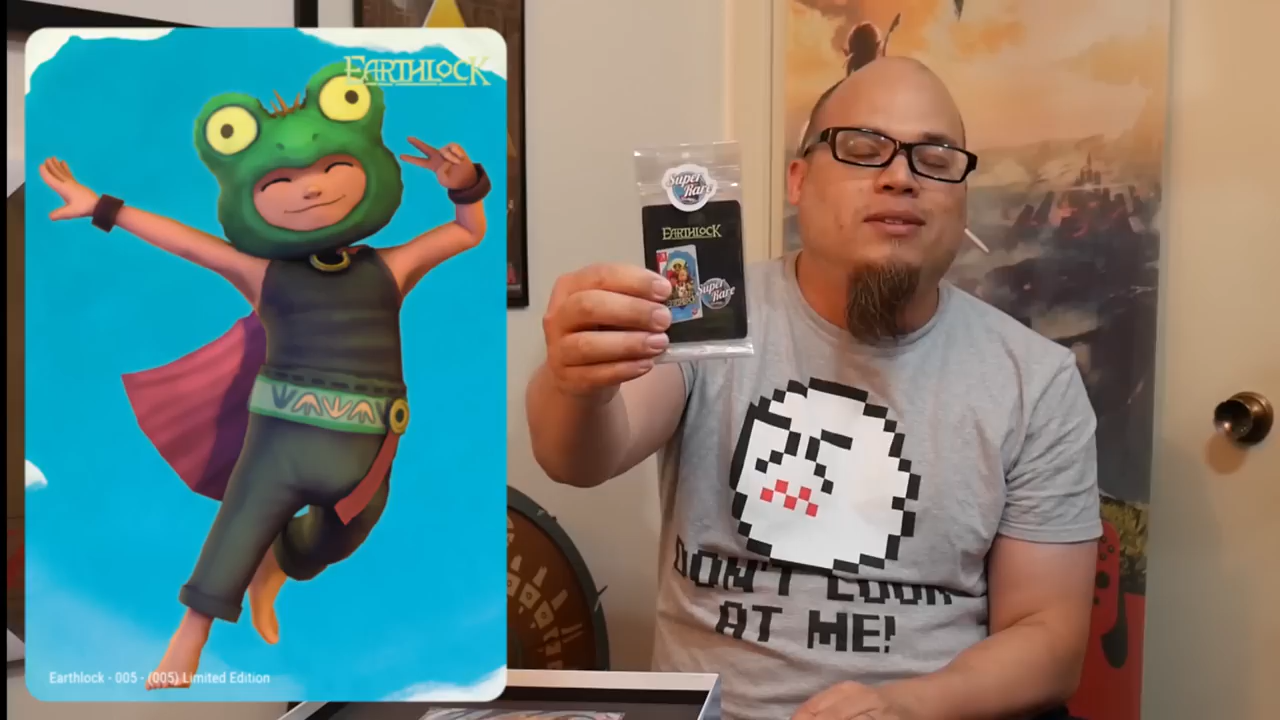 EARTHLOCK
Earthlock - 005 - (005) Limited Edition
Super
Rare
EARTHLOCK
Super
Rare
DON'T LOOK
AT ME!